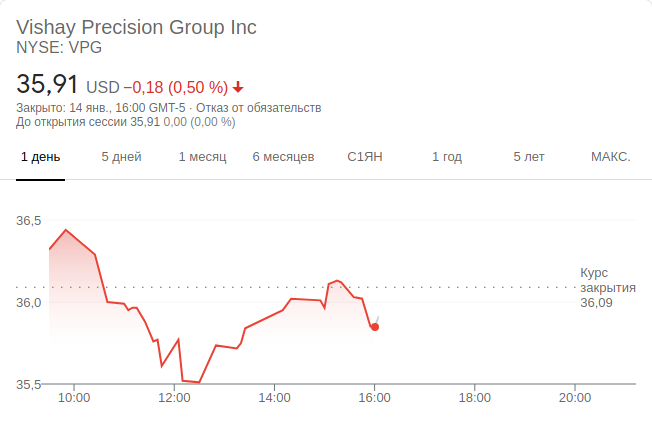 Vishay Precision Group Inc
NYSE: VPG
35,91 USD −0,18 (0,50 %)
Закрыто: 14 янв., 16:00 GMT-5 · Отказ от обязательств
До открытия сессии 35,91 0,00 (0,00 %)
1 день 5 дней 1 месяц 6 месяцев С1ЯН 1 год 5 лет МАКС.
36,5
Курс
закрытия
36,0 36,09
35,5
10:00 12:00 14:00 16:00 18:00 20:00